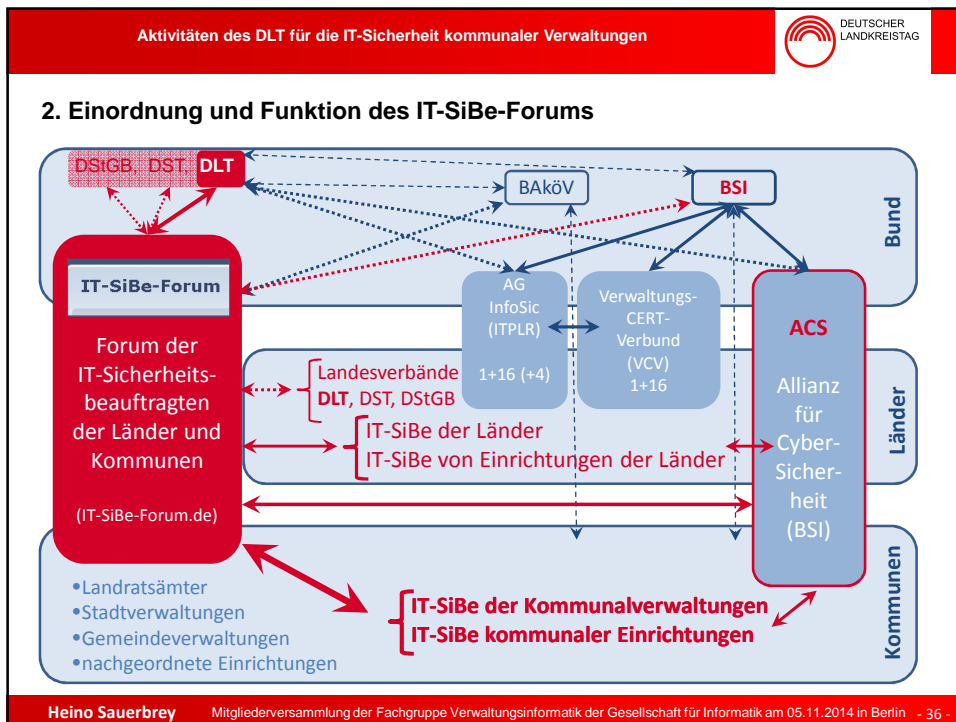 Aktivitäten des DLT für die IT-Sicherheit kommunaler Verwaltungen
DEUTSCHER
LANDKREISTAG
2. Einordnung und Funktion des IT-SiBe-Forums
DStGB, DST, DLT
BAköV
BSI
Bund
IT-SiBe-Forum
Forum der
IT-Sicherheits-
beauftragten
der Länder und
Kommunen
(IT-SiBe-Forum.de)
AG
InfoSic
(ITPLR)
1+16 (+4)
Verwaltungs-
CERT-
Verbund
(VCV)
1+16
ACS
Allianz
für
Cyber-
Sicher-
heit
(BSI)
Landesverbände
DLT, DST, DStGB
IT-SiBe der Länder
IT-SiBe von Einrichtungen der Länder
Länder
•Landratsämter
•Stadtverwaltungen
•Gemeindeverwaltungen
•nachgeordnete Einrichtungen
IT-SiBe der Kommunalverwaltungen
IT-SiBe kommunaler Einrichtungen
Kommunen
Heino Sauerbrey Mitgliederversammlung der Fachgruppe Verwaltungsinformatik der Gesellschaft für Informatik am 05.11.2014 in Berlin - 36 -